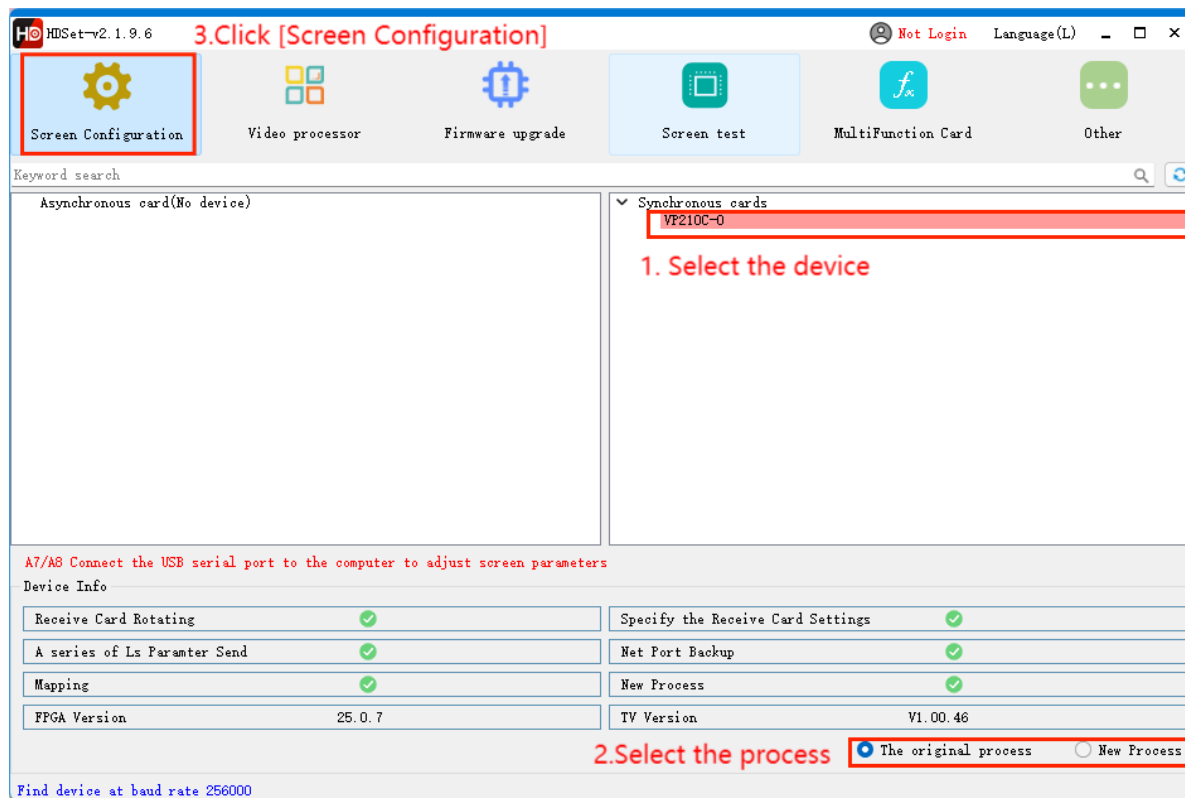 HD HDSet-v2.1.9.6 3.Click [Screen Configuration] Not Login Language(L)
Screen Configuration Video processor Firmware upgrade Screen test MultiFunction Card Other
Keyword search
Asynchronous card(No device)
Synchronous cards
VP210C-0
1. Select the device
A7/A8 Connect the USB serial port to the computer to adjust screen parameters
Device Info
Receive Card Rotating Specify the Receive Card Settings
A series of Ls Paramter Send Net Port Backup
Mapping New Process
FPGA Version 25.0.7 TV Version V1.00.46
2.Select the process The original process New Process
Find device at baud rate 256000